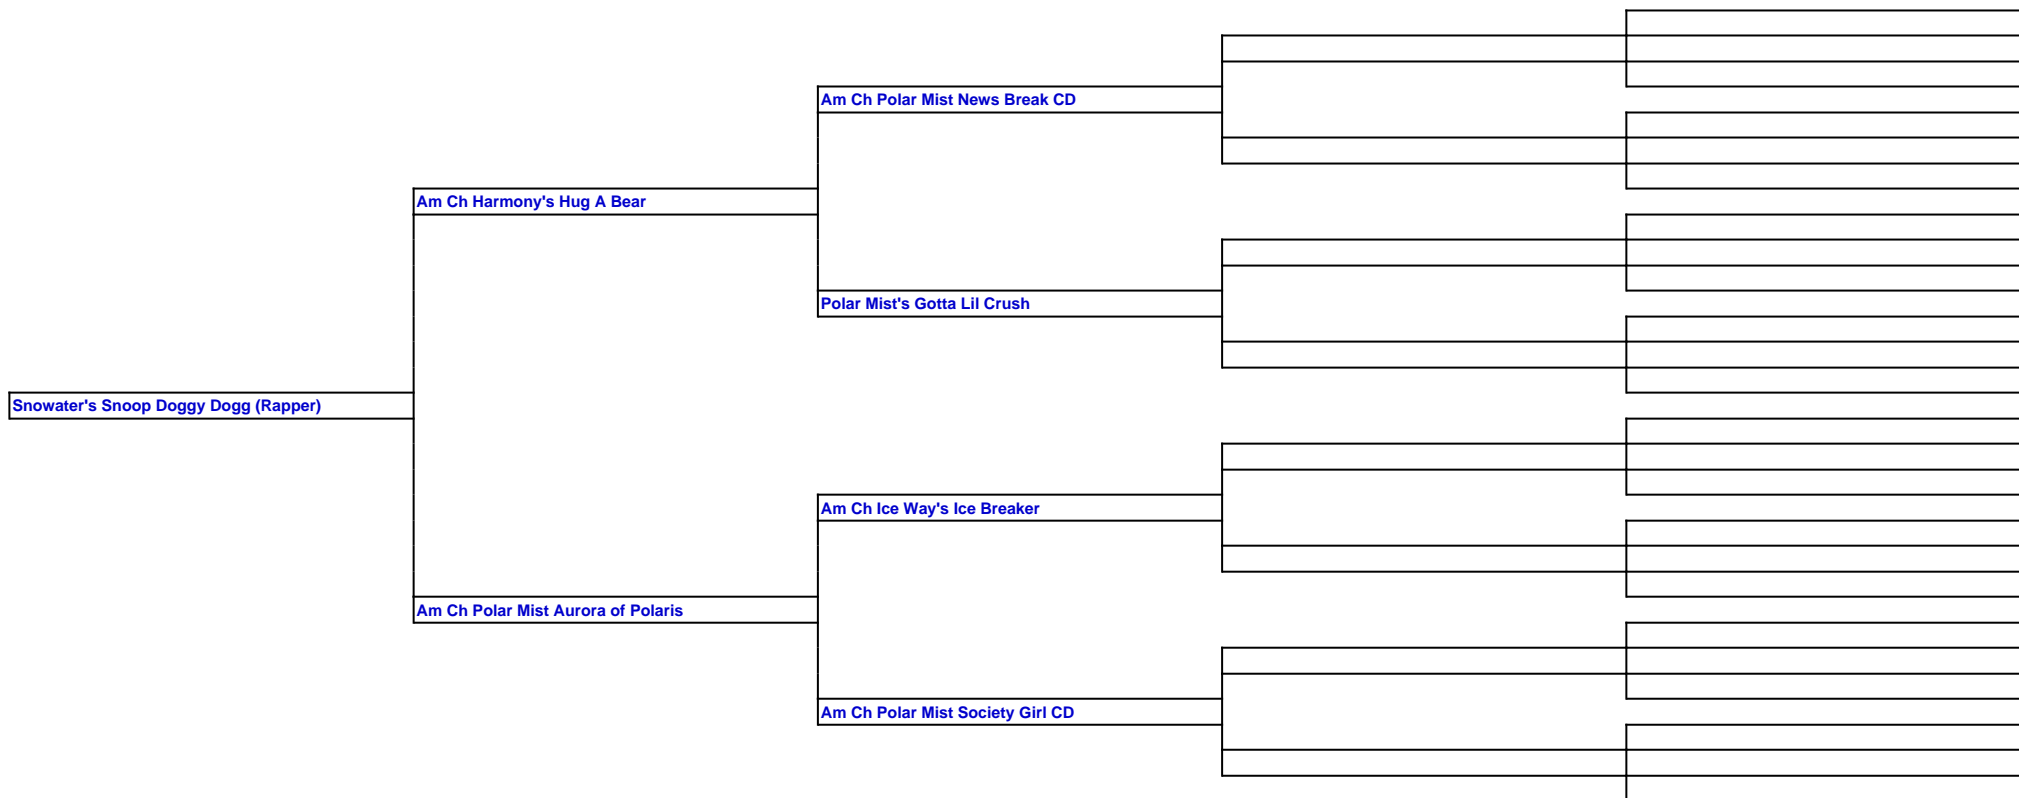 Am Ch Polar Mist News Break CD
Am Ch Harmony's Hug A Bear
Polar Mist's Gotta Lil Crush
Snowater's Snoop Doggy Dogg (Rapper)
Am Ch Ice Way's Ice Breaker
Am Ch Polar Mist Aurora of Polaris
Am Ch Polar Mist Society Girl CD